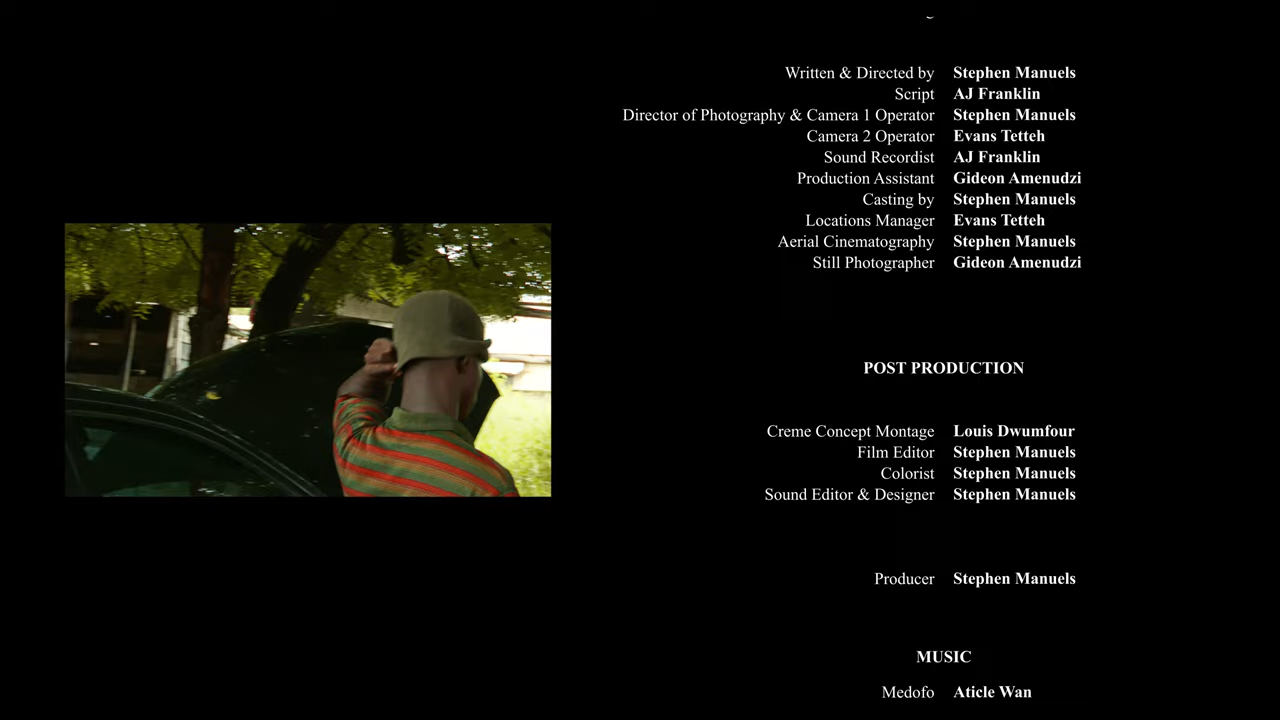 Written & Directed by Stephen Manuels
Script AJ Franklin
Director of Photography & Camera 1 Operator Stephen Manuels
Camera 2 Operator Evans Tetteh
Sound Recordist AJ Franklin
Production Assistant Gideon Amenudzi
Casting by Stephen Manuels
Locations Manager Evans Tetteh
Aerial Cinematography Stephen Manuels
Still Photographer Gideon Amenudzi
POST PRODUCTION
Creme Concept Montage Louis Dwumfour
Film Editor Stephen Manuels
Colorist Stephen Manuels
Sound Editor & Designer Stephen Manuels
Producer Stephen Manuels
MUSIC
Medofo Aticle Wan